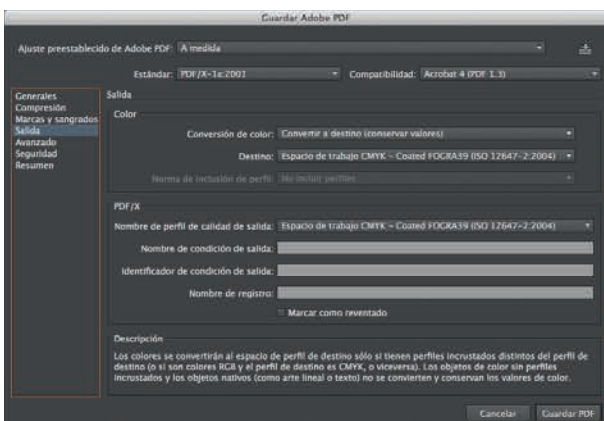 Guardar Adobe PDF
Ajuste preestablecido de Adobe PDF: A medida
Estándar: PDF/X-1a:2001 Compatibilidad: Acrobat 4 (PDF 1.3)
Generales
Compresión
Marcas y sangrados
Salida
Avanzado
Seguridad
Resumen
Salida
Color
Conversión de color: Convertir a destino (conservar valores)
Destino: Espacio de trabajo CMYK - Coated FOGRA39 (ISO 12647-2:2004)
Norma de inclusión de perfil: No incluir perfiles
PDF/X
Nombre de perfil de calidad de salida: Espacio de trabajo CMYK - Coated FOGRA39 (ISO 12647-2:2004)
Nombre de condición de salida:
Identificador de condición de salida:
Nombre de registro:
Marcar como reventado
Descripción
Los colores se convertirán al espacio de perfil de destino sólo si tienen perfiles incrustados distintos del perfil de
destino (o si son colores RGB y el perfil de destino es CMYK, o viceversa). Los objetos de color sin perfiles
incrustados y los objetos nativos (como arte lineal o texto) no se convierten y conservan los valores de color.
Cancelar Guardar PDF